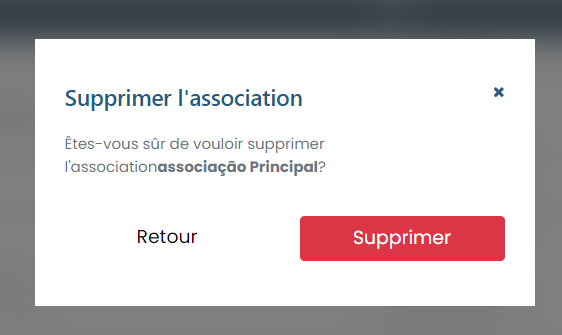 Supprimer l'association
Êtes-vous sûr de vouloir supprimer
l'associationassociação Principal?
Retour
Supprimer